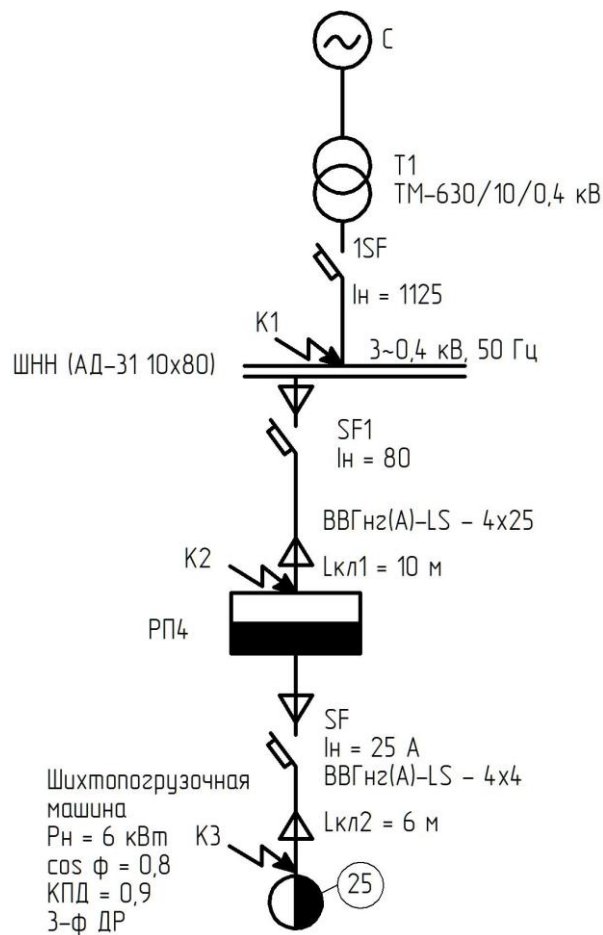 С
Т1
ТМ-630/10/0,4 кВ
1SF
Iн = 1125
К1
3~0,4 кВ, 50 Гц
ШНН (АД-31 10х80)
SF1
Iн = 80
ВВГнг(А)-LS - 4х25
К2
Lкл1 = 10 м
РП4
SF
Iн = 25 А
ВВГнг(А)-LS - 4х4
Шихтопогрузочная
машина
Рн = 6 кВт
cos ф = 0,8
КПД = 0,9
3-ф ДР
К3
Lкл2 = 6 м
25